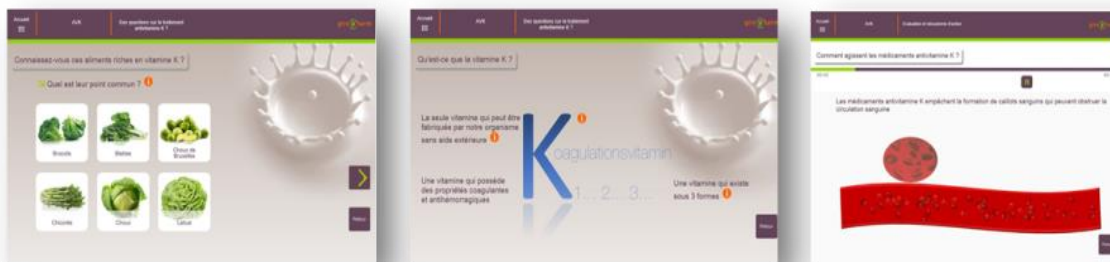 Accueil
AVK
Des questions sur le traitement
antivitamine K ?
Connaissez-vous ces aliments riches en vitamine K ?
Quel est leur point commun ?
Brocolis
Blettes
Choux de
Bruxelles
Chicorée
Choux
Laitue
Retour
Accueil
AVK
Des questions sur le traitement
antivitamine K ?
Qu'est-ce que la vitamine K ?
La seule vitamine qui peut être
fabriquée par notre organisme
sans aide extérieure
Koagulationsvitamin
1... 2... 3...
Une vitamine qui possède
des propriétés coagulantes
et antihémorragiques
Une vitamine qui existe
sous 3 formes
Retour
Accueil
AVK
Comment agissent les médicaments antivitamine K ?
Les médicaments antivitamine K empêchent la formation de caillots sanguins qui peuvent obstruer la
circulation sanguine